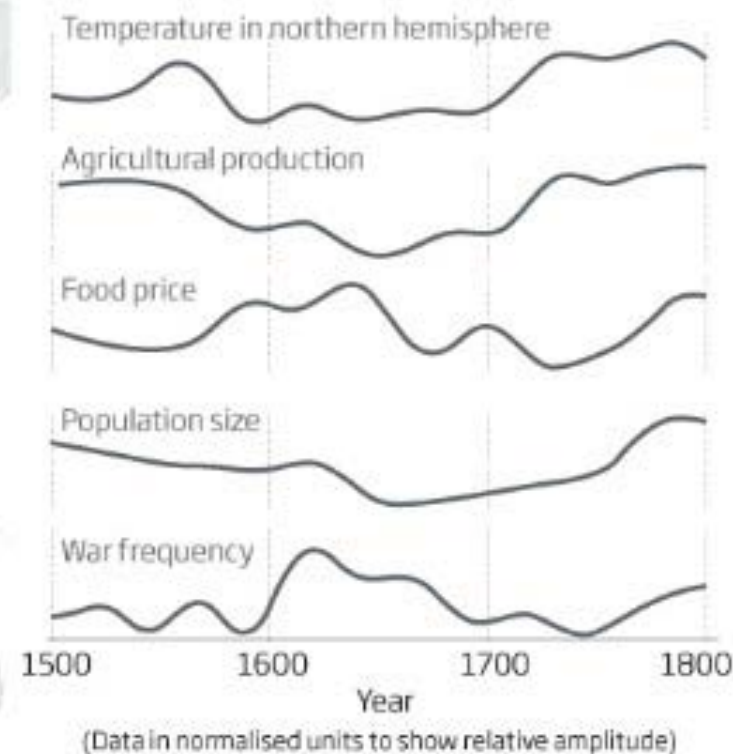 Temperature in northern hemisphere
Agricultural production
Food price
Population size
War frequency
1500 1600 1700 1800
Year
(Data in normalised units to show relative amplitude)